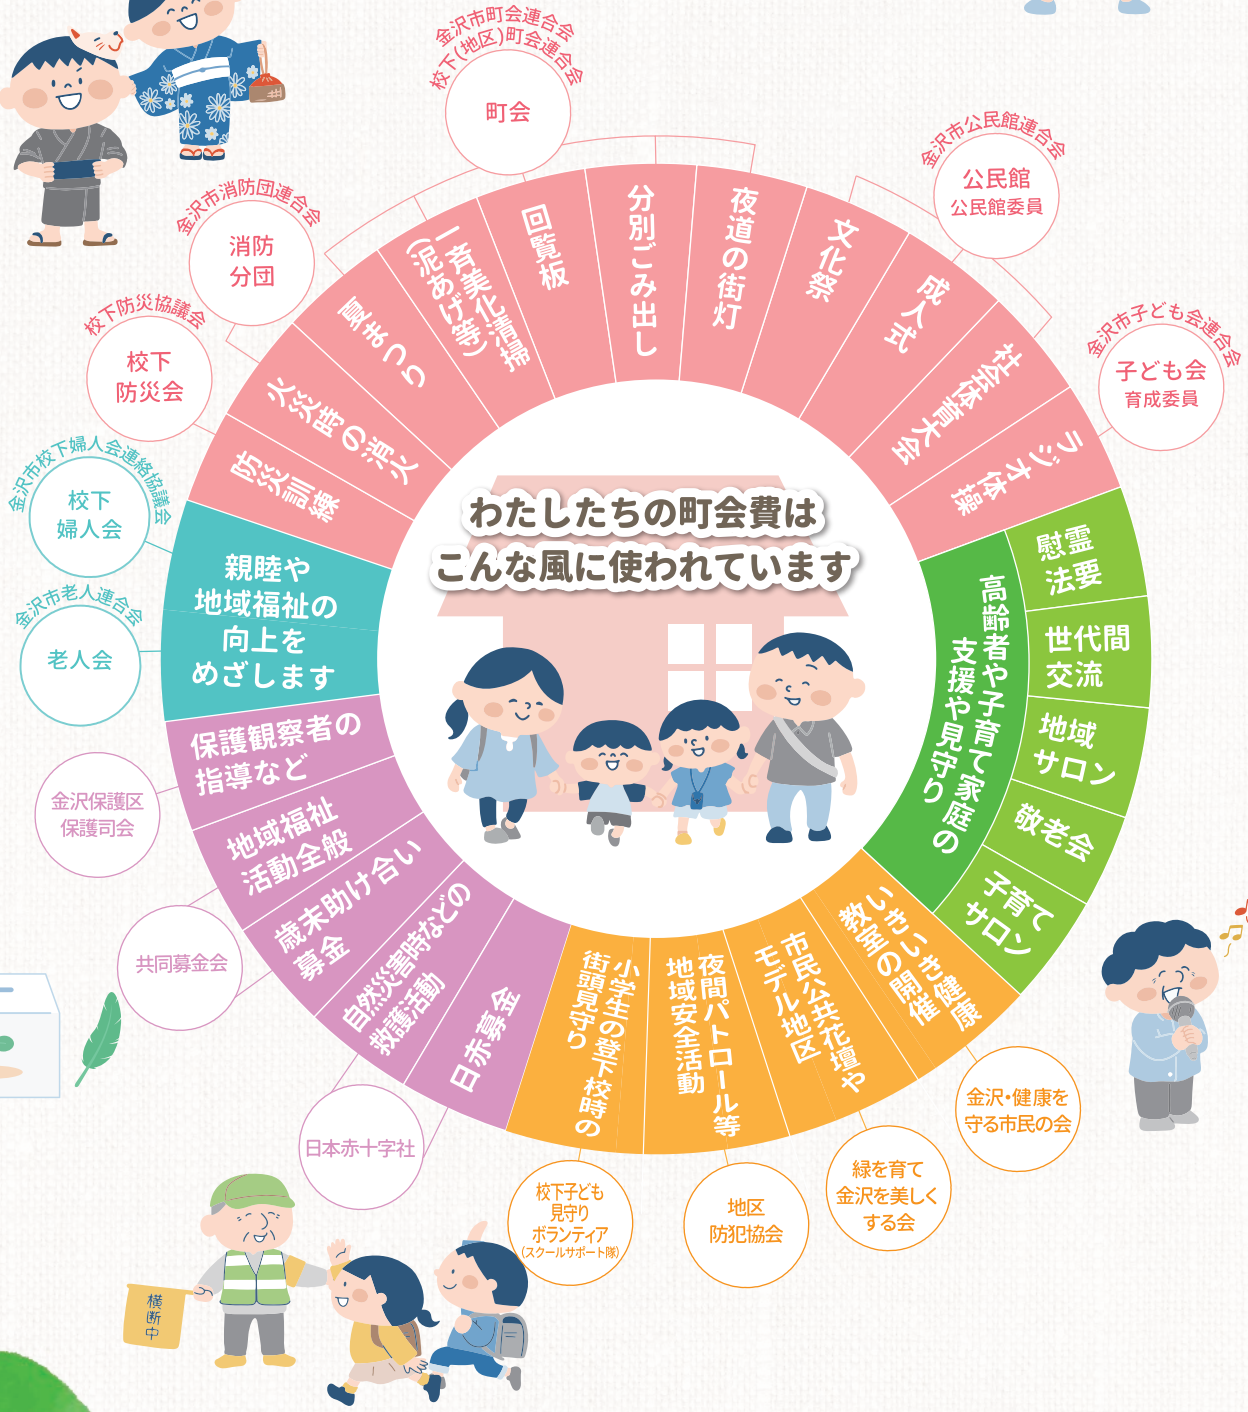 わたしたちの町会費は
こんな風に使われています
金沢市町会連合会
校下(地区)町会連合会
町会
金沢市公民館連合会
公民館
公民館委員
金沢市子ども会連合会
子ども会
育成委員
金沢市消防団連合会
消防
分団
校下防災協議会
校下
防災会
金沢市校下婦人会連絡協議会
校下
婦人会
金沢市老人連合会
老人会
金沢保護区
保護司会
共同募金会
日本赤十字社
校下子ども
見守り
ボランティア
(スクールサポート隊)
地区
防犯協会
緑を育て
金沢を美しく
する会
金沢・健康を
守る市民の会
防災訓練
火災時の消火
夏まつり
一斉美化清掃
(泥あげ等)
回覧板
分別ごみ出し
夜道の街灯
文化祭
成人式
社会体育大会
ラジオ体操
高齢者や子育て家庭の
支援や見守り
慰霊
法要
世代間
交流
地域
サロン
敬老会
子育て
サロン
いきいき健康
教室の開催
市民公共花壇や
モデル地区
夜間パトロール等
地域安全活動
小学生の登下校時の
街頭見守り
日赤募金
自然災害時などの
救護活動
歳末助け合い
募金
地域福祉
活動全般
保護観察者の
指導など
親睦や
地域福祉の
向上を
めざします
横断中